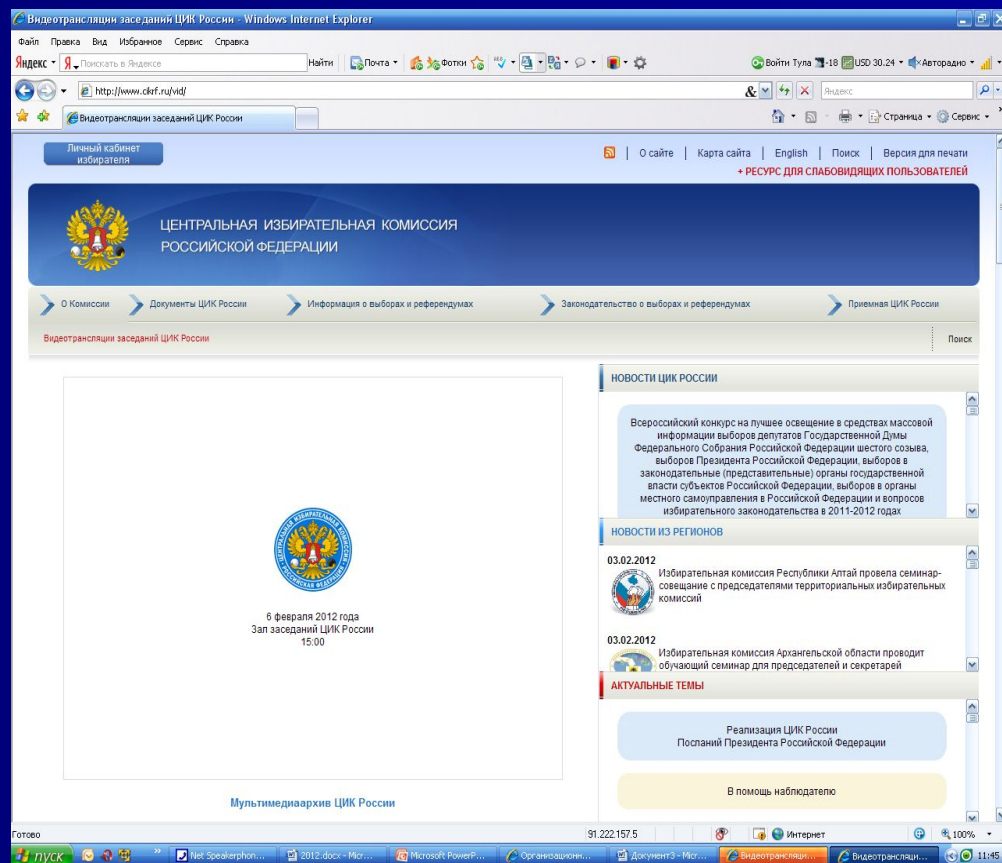 Видеотрансляции заседаний ЦИК России - Windows Internet Explorer
Файл Правка Вид Избранное Сервис Справка
Яндекс Я Поискать в Яндексе Найти Почта Фотки Войти Тула -18 USD 30.24 Авторадио
http://www.cikrf.ru/vid/ Яндекс
Видеотрансляции заседаний ЦИК России Страница Сервис
Личный кабинет
избирателя
О сайте | Карта сайта | English | Поиск | Версия для печати
+ РЕСУРС ДЛЯ СЛАБОВИДЯЩИХ ПОЛЬЗОВАТЕЛЕЙ
ЦЕНТРАЛЬНАЯ ИЗБИРАТЕЛЬНАЯ КОМИССИЯ
РОССИЙСКОЙ ФЕДЕРАЦИИ
О Комиссии Документы ЦИК России Информация о выборах и референдумах Законодательство о выборах и референдумах Приемная ЦИК России
Видеотрансляции заседаний ЦИК России Поиск
ЦЕНТРАЛЬНАЯ ИЗБИРАТЕЛЬНАЯ КОМИССИЯ
РОССИЙСКАЯ ФЕДЕРАЦИЯ
6 февраля 2012 года
Зал заседаний ЦИК России
15:00
Мультимедиаархив ЦИК России
НОВОСТИ ЦИК РОССИИ
Всероссийский конкурс на лучшее освещение в средствах массовой
информации выборов депутатов Государственной Думы
Федерального Собрания Российской Федерации шестого созыва,
выборов Президента Российской Федерации, выборов в
законодательные (представительные) органы государственной
власти субъектов Российской Федерации, выборов в органы
местного самоуправления в Российской Федерации и вопросов
избирательного законодательства в 2011-2012 годах
НОВОСТИ ИЗ РЕГИОНОВ
03.02.2012
Избирательная комиссия Республики Алтай провела семинар-
совещание с председателями территориальных избирательных
комиссий
03.02.2012
Избирательная комиссия Архангельской области проводит
обучающий семинар для председателей и секретарей
АКТУАЛЬНЫЕ ТЕМЫ
Реализация ЦИК России
Посланий Президента Российской Федерации
В помощь наблюдателю
Готово 91.222.157.5 Интернет 100%
пуск Net Speakerphon... 2012.docx - Micr... Microsoft PowerP... Организационн... Документ3 - Micr... Видеотрансляци... Видеотрансляци... 11:45